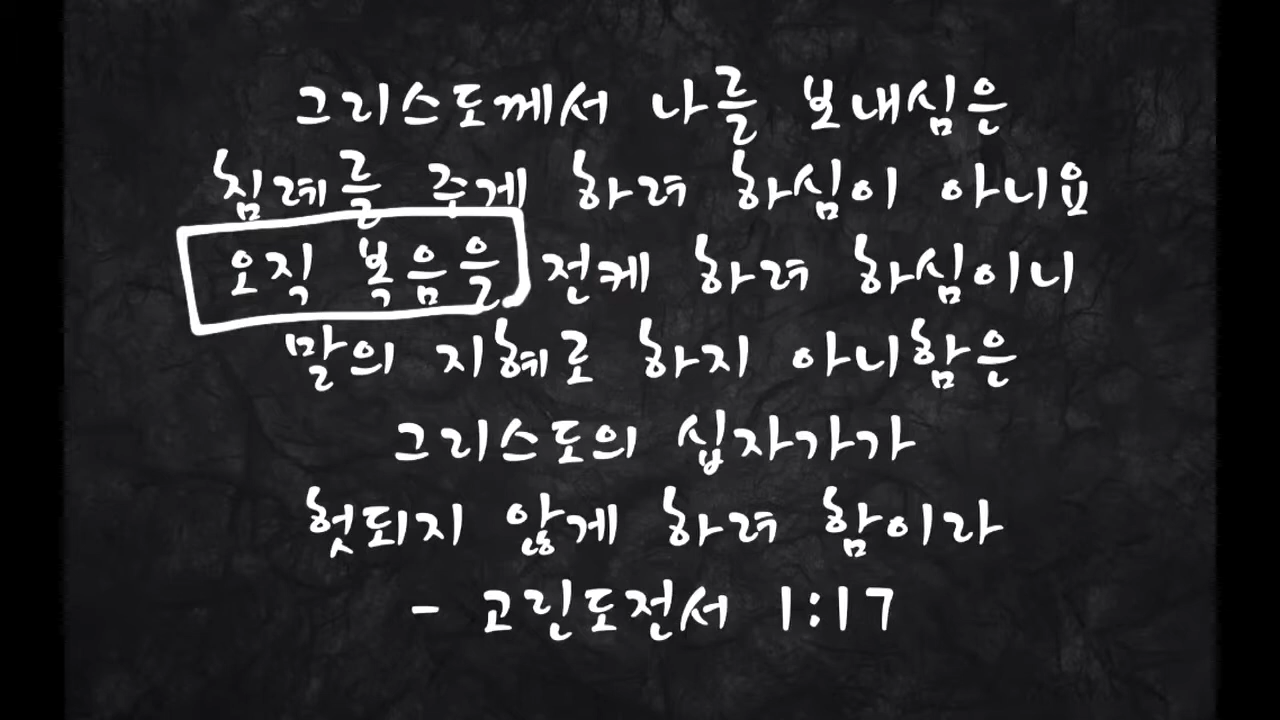 그리스도께서 나를 보내심은
침례를 주게 하려 하심이 아니요
오직 복음을 전케 하려 하심이니
말의 지혜로 하지 아니함은
그리스도의 십자가가
헛되지 않게 하려 함이라
- 고린도전서 1:17